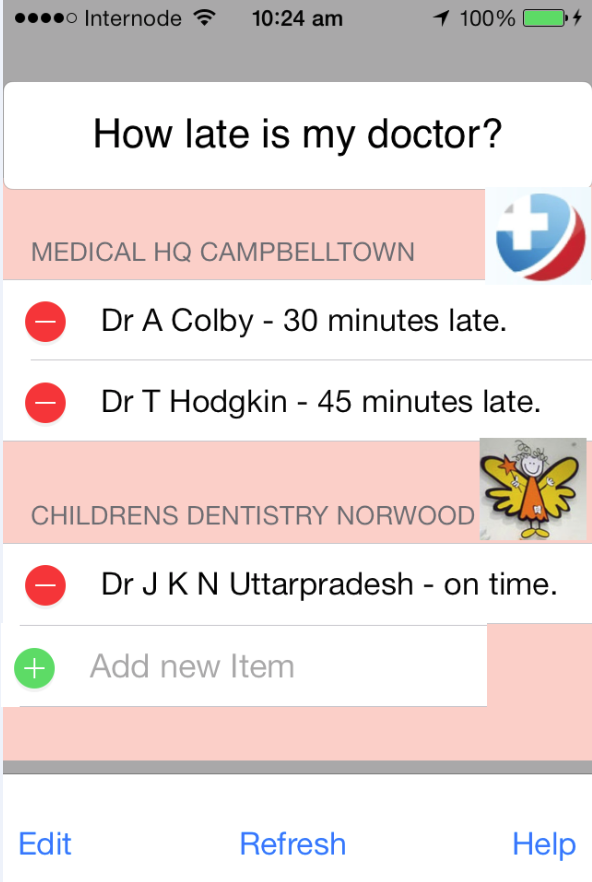 Internode 10:24 am 100%
How late is my doctor?
MEDICAL HQ CAMPBELLTOWN
Dr A Colby - 30 minutes late.
Dr T Hodgkin - 45 minutes late.
CHILDRENS DENTISTRY NORWOOD
Dr J K N Uttarpradesh - on time.
Add new Item
Edit Refresh Help